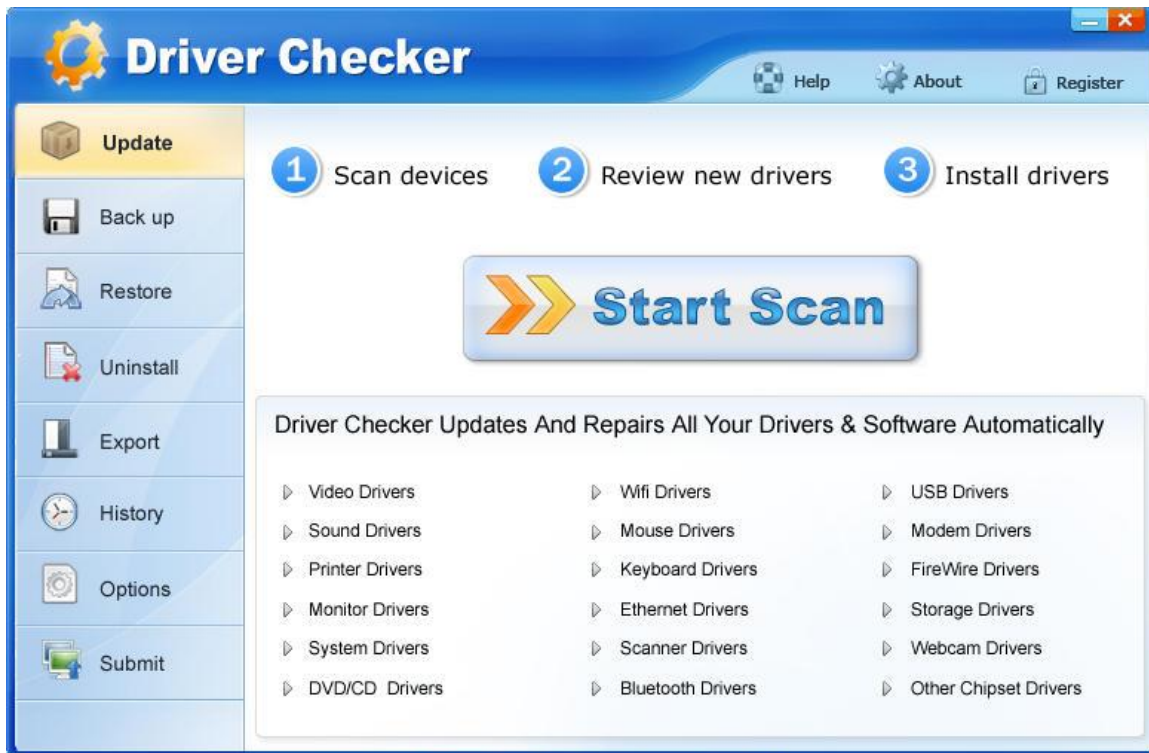 Driver Checker
Help About Register
Update
Back up
Restore
Uninstall
Export
History
Options
Submit
1 Scan devices 2 Review new drivers 3 Install drivers
Start Scan
Driver Checker Updates And Repairs All Your Drivers & Software Automatically
Video Drivers Wifi Drivers USB Drivers
Sound Drivers Mouse Drivers Modem Drivers
Printer Drivers Keyboard Drivers FireWire Drivers
Monitor Drivers Ethernet Drivers Storage Drivers
System Drivers Scanner Drivers Webcam Drivers
DVD/CD Drivers Bluetooth Drivers Other Chipset Drivers